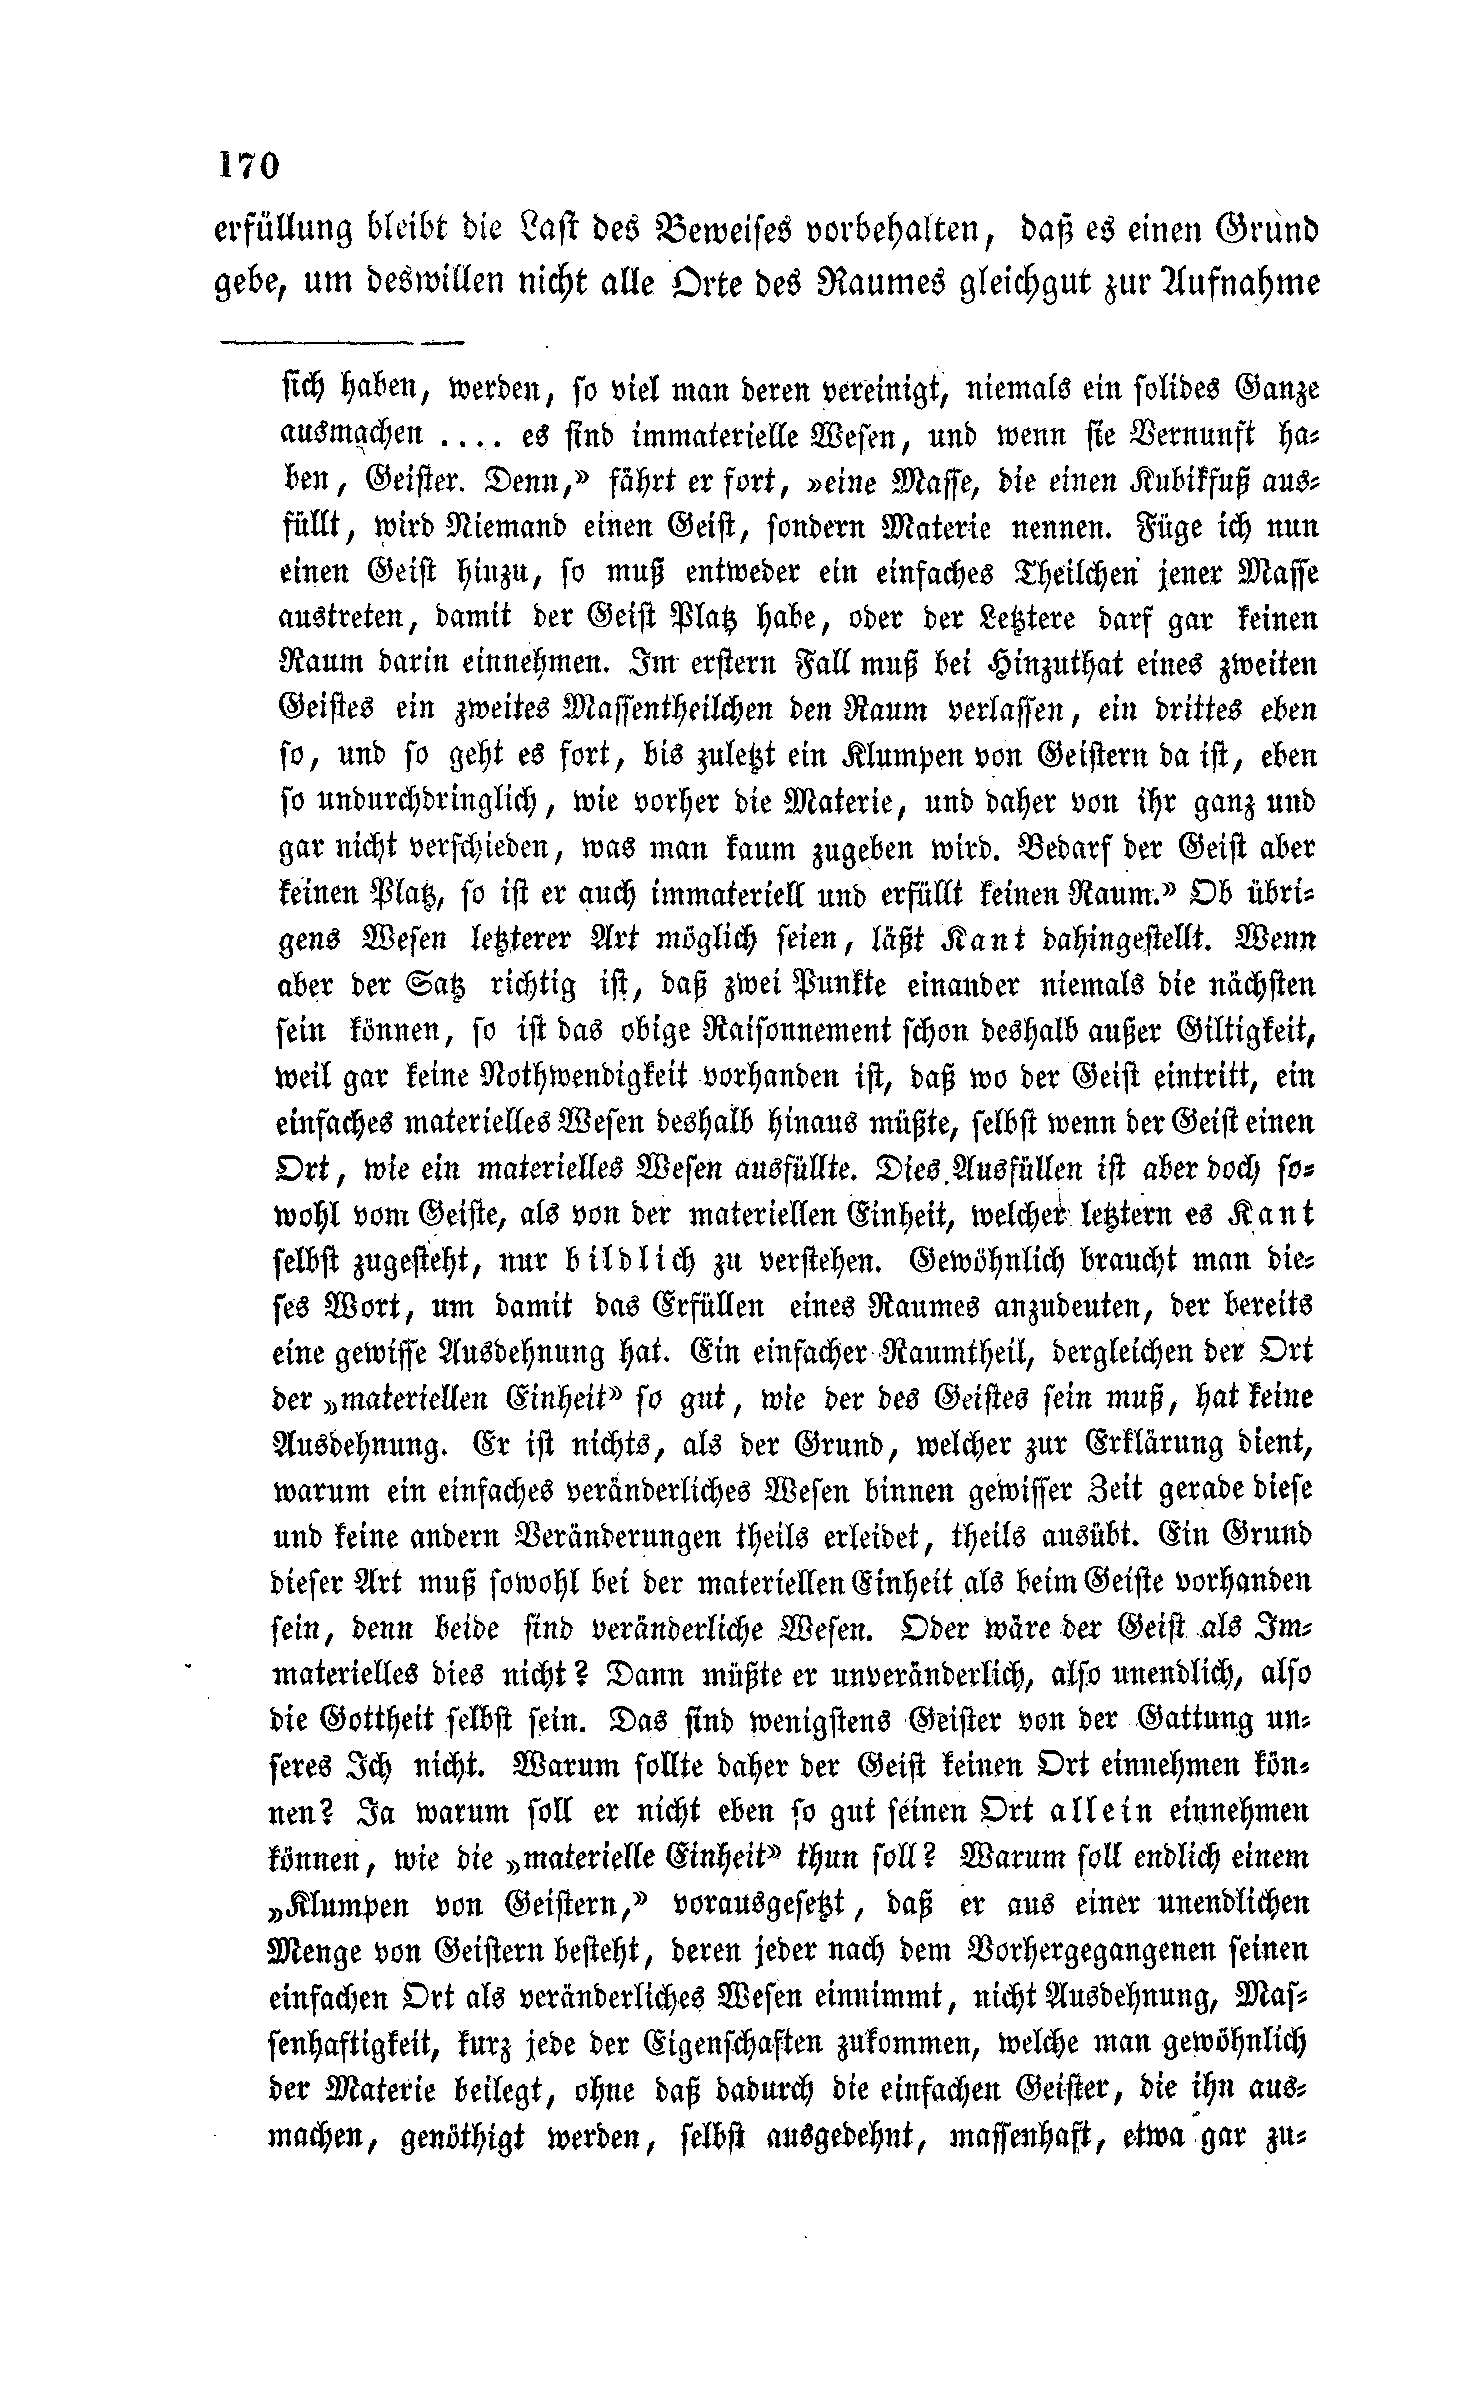 170
erfüllung bleibt die Last des Beweises vorbehalten, daß es einen Grund
gebe, um deswillen nicht alle Orte des Raumes gleichgut zur Aufnahme
sich haben, werden, so viel man deren vereinigt, niemals ein solides Ganze
ausmachen .... es sind immaterielle Wesen, und wenn sie Vernunft ha-
ben, Geister. Denn,» fährt er fort, »eine Masse, die einen Kubikfuß aus-
füllt, wird Niemand einen Geist, sondern Materie nennen. Füge ich nun
einen Geist hinzu, so muß entweder ein einfaches Theilchen jener Masse
austreten, damit der Geist Platz habe, oder der Letztere darf gar keinen
Raum darin einnehmen. Im erstern Fall muß bei Hinzuthat eines zweiten
Geistes ein zweites Massentheilchen den Raum verlassen, ein drittes eben
so, und so geht es fort, bis zuletzt ein Klumpen von Geistern da ist, eben
so undurchdringlich, wie vorher die Materie, und daher von ihr ganz und
gar nicht verschieden, was man kaum zugeben wird. Bedarf der Geist aber
keinen Platz, so ist er auch immateriell und erfüllt keinen Raum.» Ob übri-
gens Wesen letzterer Art möglich seien, läßt Kant dahingestellt. Wenn
aber der Satz richtig ist, daß zwei Punkte einander niemals die nächsten
sein können, so ist das obige Raisonnement schon deshalb außer Giltigkeit,
weil gar keine Nothwendigkeit vorhanden ist, daß wo der Geist eintritt, ein
einfaches materielles Wesen deshalb hinaus müßte, selbst wenn der Geist einen
Ort, wie ein materielles Wesen ausfüllte. Dies Ausfüllen ist aber doch so-
wohl vom Geiste, als von der materiellen Einheit, welcher letztern es Kant
selbst zugesteht, nur bildlich zu verstehen. Gewöhnlich braucht man die-
ses Wort, um damit das Erfüllen eines Raumes anzudeuten, der bereits
eine gewisse Ausdehnung hat. Ein einfacher Raumtheil, dergleichen der Ort
der »materiellen Einheit» so gut, wie der des Geistes sein muß, hat keine
Ausdehnung. Er ist nichts, als der Grund, welcher zur Erklärung dient,
warum ein einfaches veränderliches Wesen binnen gewisser Zeit gerade diese
und keine andern Veränderungen theils erleidet, theils ausübt. Ein Grund
dieser Art muß sowohl bei der materiellen Einheit als beim Geiste vorhanden
sein, denn beide sind veränderliche Wesen. Oder wäre der Geist als Im-
materielles dies nicht? Dann müßte er unveränderlich, also unendlich, also
die Gottheit selbst sein. Das sind wenigstens Geister von der Gattung un-
seres Ich nicht. Warum sollte daher der Geist keinen Ort einnehmen kön-
nen? Ja warum soll er nicht eben so gut seinen Ort allein einnehmen
können, wie die »materielle Einheit» thun soll? Warum soll endlich einem
»Klumpen von Geistern,» vorausgesetzt, daß er aus einer unendlichen
Menge von Geistern besteht, deren jeder nach dem Vorhergegangenen seinen
einfachen Ort als veränderliches Wesen einnimmt, nicht Ausdehnung, Mas-
senhaftigkeit, kurz jede der Eigenschaften zukommen, welche man gewöhnlich
der Materie beilegt, ohne daß dadurch die einfachen Geister, die ihn aus-
machen, genöthigt werden, selbst ausgedehnt, massenhaft, etwa gar zu-